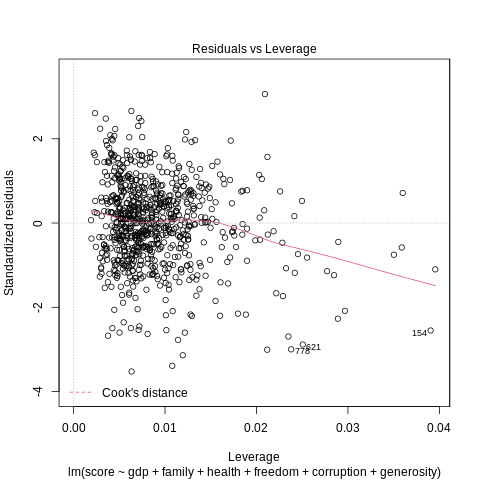 Residuals vs Leverage
Standardized residuals
2
0
-2
-4
154
621
778
Cook's distance
0.00
0.01
0.02
0.03
0.04
Leverage
lm(score ~ gdp + family + health + freedom + corruption + generosity)